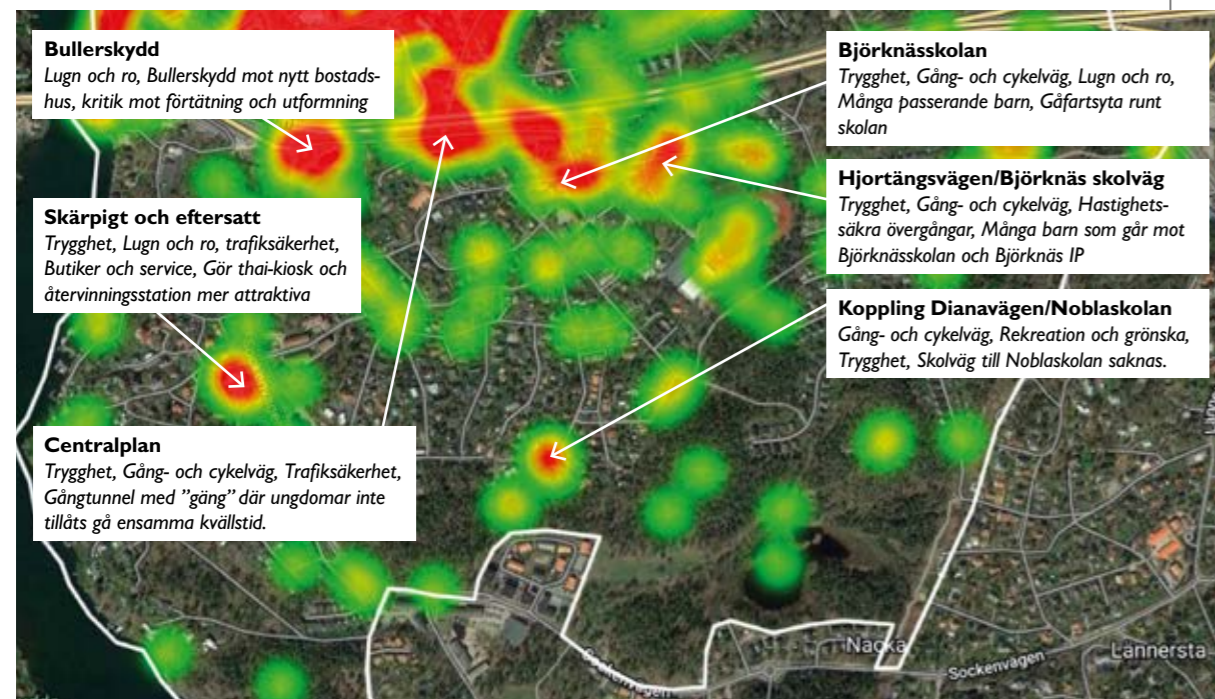 Bullerskydd
Lugn och ro, Bullerskydd mot nytt bostads-
hus, kritik mot förtätning och utformning
Skärpigt och eftersatt
Trygghet, Lugn och ro, trafiksäkerhet,
Butiker och service, Gör thai-kiosk och
återvinningsstation mer attraktiva
Centralplan
Trygghet, Gång- och cykelväg, Trafiksäkerhet,
Gångtunnel med ”gäng” där ungdomar inte
tillåts gå ensamma kvällstid.
Björknässkolan
Trygghet, Gång- och cykelväg, Lugn och ro,
Många passerande barn, Gåfartsyta runt
skolan
Hjortängsvägen/Björknäs skolväg
Trygghet, Gång- och cykelväg, Hastighets-
säkra övergångar, Många barn som går mot
Björknässkolan och Björknäs IP
Koppling Dianavägen/Noblaskolan
Gång- och cykelväg, Rekreation och grönska,
Trygghet, Skolväg till Noblaskolan saknas.
Nacka
Lännersta
Sockenvägen
Sockenvägen